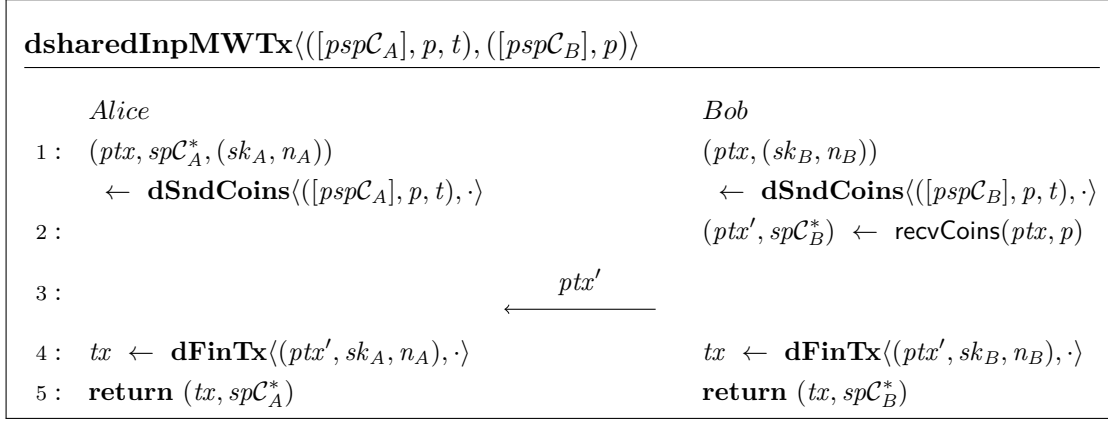 dsharedInpMWTx⟨([psp𝒞_A], p, t), ([psp𝒞_B], p)⟩
Alice Bob
1 : (ptx, sp𝒞*_A, (sk_A, n_A)) (ptx, (sk_B, n_B))
← dSndCoins⟨([psp𝒞_A], p, t), ·⟩ ← dSndCoins⟨([psp𝒞_B], p, t), ·⟩
2 : (ptx′, sp𝒞*_B) ← recvCoins(ptx, p)
3 : ptx′
4 : tx ← dFinTx⟨(ptx′, sk_A, n_A), ·⟩ tx ← dFinTx⟨(ptx′, sk_B, n_B), ·⟩
5 : return (tx, sp𝒞*_A) return (tx, sp𝒞*_B)